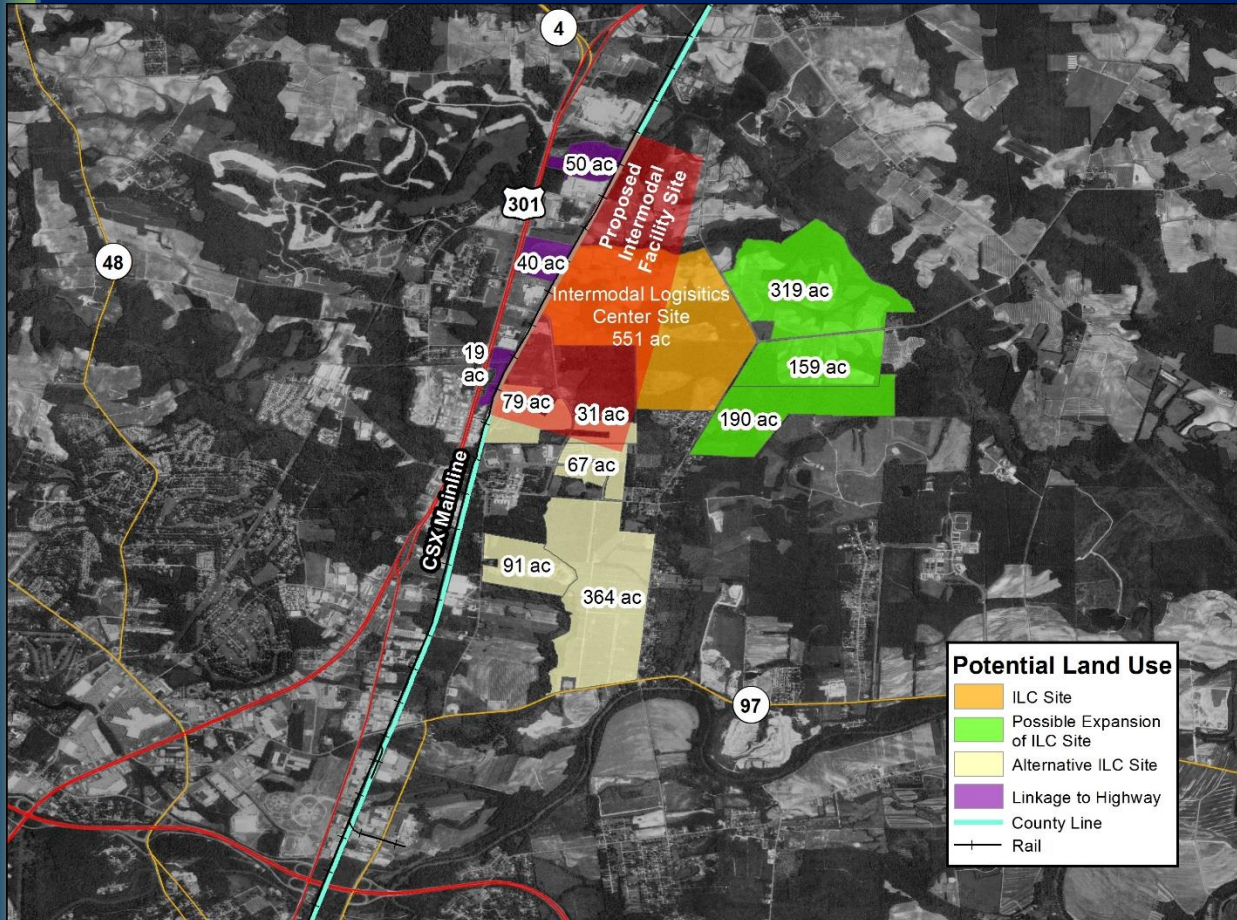 4
50 ac
301
Proposed
Intermodal
Facility Site
48
40 ac
Intermodal Logisitics
Center Site
551 ac
319 ac
19
ac
159 ac
79 ac
31 ac
190 ac
67 ac
CSX Mainline
91 ac
364 ac
97
Potential Land Use
ILC Site
Possible Expansion
of ILC Site
Alternative ILC Site
Linkage to Highway
County Line
Rail